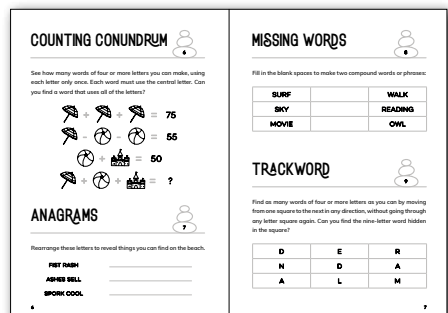 COUNTING CONUNDRUM
6
See how many words of four or more letters you can make, using
each letter only once. Each word must use the central letter. Can
you find a word that uses all of the letters?
+ + = 75
- - = 55
+ = 50
+ + = ?
ANAGRAMS
7
Rearrange these letters to reveal things you can find on the beach.
FIST RASH
ASHES SELL
SPORK COOL
6
MISSING WORDS
8
Fill in the blank spaces to make two compound words or phrases:
SURF WALK
SKY READING
MOVIE OWL
TRACKWORD
9
Find as many words of four or more letters as you can by moving
from one square to the next in any direction, without going through
any letter square again. Can you find the nine-letter word hidden
in the square?
D E R
N D A
A L M
7